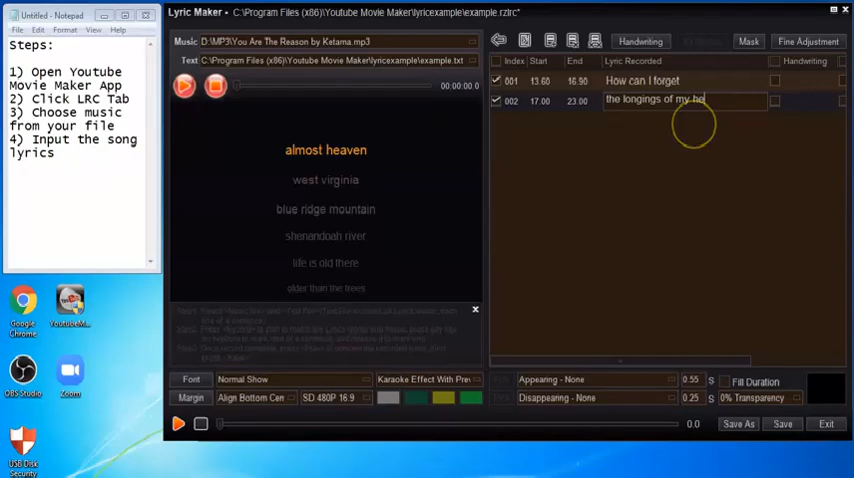 Untitled - Notepad
File Edit Format View Help
Steps:
1) Open Youtube
Movie Maker App
2) Click LRC Tab
3) Choose music
from your file
4) Input the song
lyrics
Google
Chrome
YoutubeM...
OBS Studio
Zoom
USB Disk
Security
Lyric Maker - C:\Program Files (x86)\Youtube Movie Maker\lyricexample\example.rzlrc*
Music D:\MP3\You Are The Reason by Ketama.mp3
Text C:\Program Files (x86)\Youtube Movie Maker\lyricexample\example.txt
00:00:00.0
almost heaven
west virginia
blue ridge mountain
shenandoah river
life is old there
older than the trees
Font Normal Show Karaoke Effect With Prev
Margin Align Bottom Cen SD 480P 16:9
Handwriting Mask Fine Adjustment
Index Start End Lyric Recorded Handwriting
001 13.60 16.90 How can I forget
002 17.00 23.00 the longings of my he
Appearing - None 0.55 S Fill Duration
Disappearing - None 0.25 S 0% Transparency
0.0 Save As Save Exit